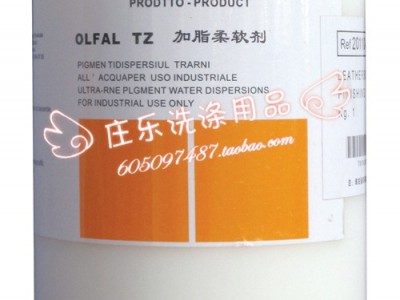 PRODTTO - PRODUCT
OLFAL TZ 加脂柔软剂
PIGMEN TIDISPERSIUL TRARNI
ALL' ACQUAPER USO INDUSTRIALE
ULTRA-RNE PLGMENT WATER DISPERSIONS
FOR INDUSTRIAL USE ONLY
庄乐洗涤用品
605097487.taobao.com